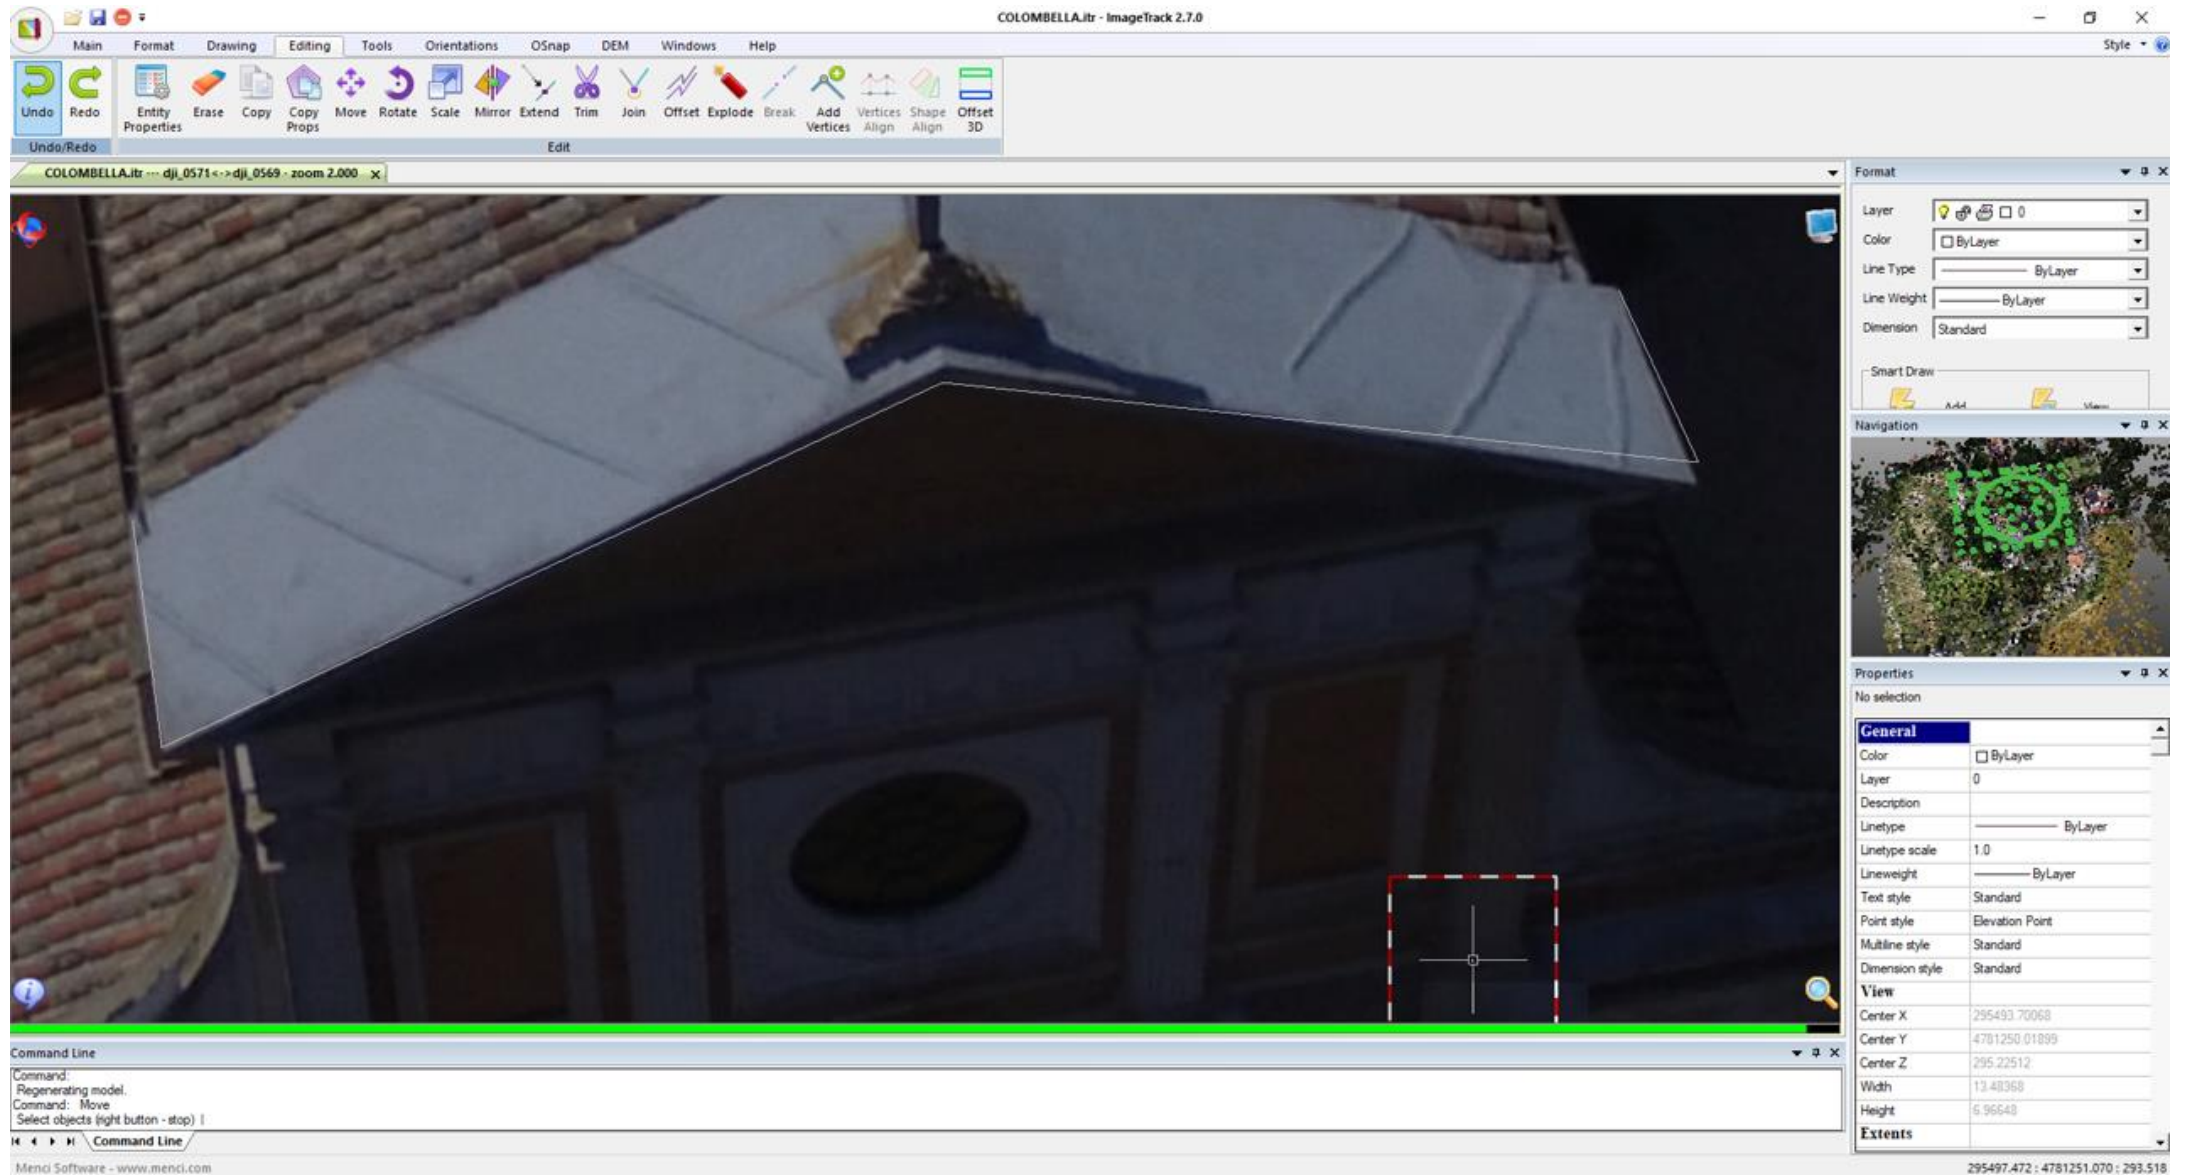 COLOMBELLA.itr - ImageTrack 2.7.0
Main Format Drawing Editing Tools Orientations OSnap DEM Windows Help
Style
Undo Redo Entity Properties Erase Copy Copy Props Move Rotate Scale Mirror Extend Trim Join Offset Explode Break Add Vertices Vertices Align Shape Align Offset 3D
Undo/Redo Edit
COLOMBELLA.itr --- dji_0571<->dji_0569 - zoom 2.000 x
Format
Layer 0
Color ByLayer
Line Type ByLayer
Line Weight ByLayer
Dimension Standard
Smart Draw
Add View
Navigation
Properties
No selection
General
Color ByLayer
Layer 0
Description
Linetype ByLayer
Linetype scale 1.0
Lineweight ByLayer
Text style Standard
Point style Elevation Point
Multiline style Standard
Dimension style Standard
View
Center X 295493.70068
Center Y 4781250.01899
Center Z 295.22512
Width 13.48368
Height 6.96648
Extents
Command Line
Command:
Regenerating model.
Command: Move
Select objects (right button - stop) |
Command Line
Menci Software - www.menci.com
295497.472 : 4781251.070 : 293.518